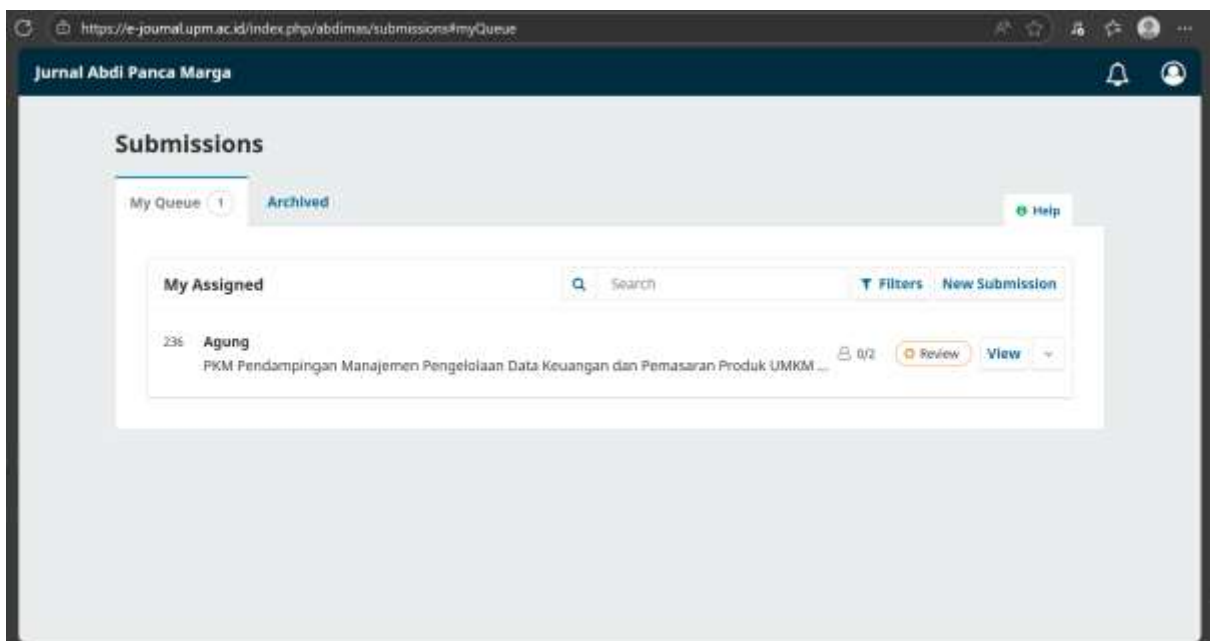 https://e-journal.upm.ac.id/index.php/abdimas/submissions#myQueue
Jurnal Abdi Panca Marga
Submissions
My Queue 1 Archived
Help
My Assigned Search Filters New Submission
236 Agung
PKM Pendampingan Manajemen Pengelolaan Data Keuangan dan Pemasaran Produk UMKM ... 0/2 Review View